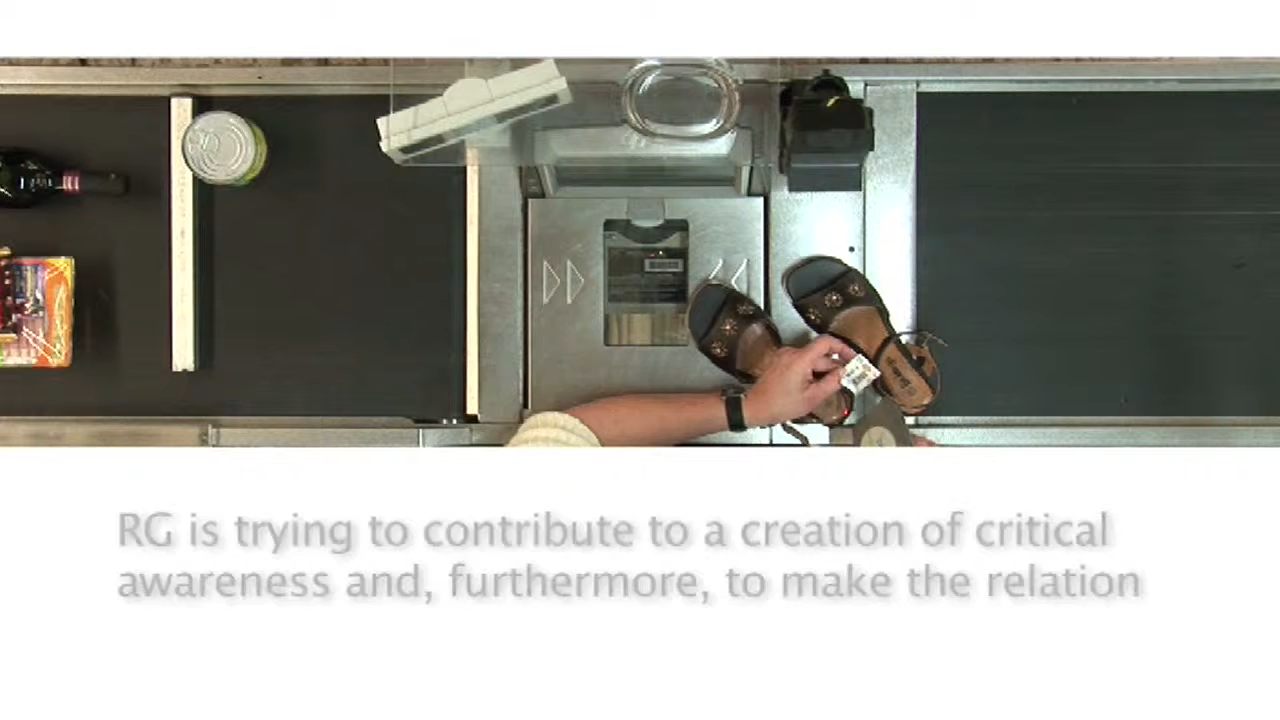 RG is trying to contribute to a creation of critical
awareness and, furthermore, to make the relation